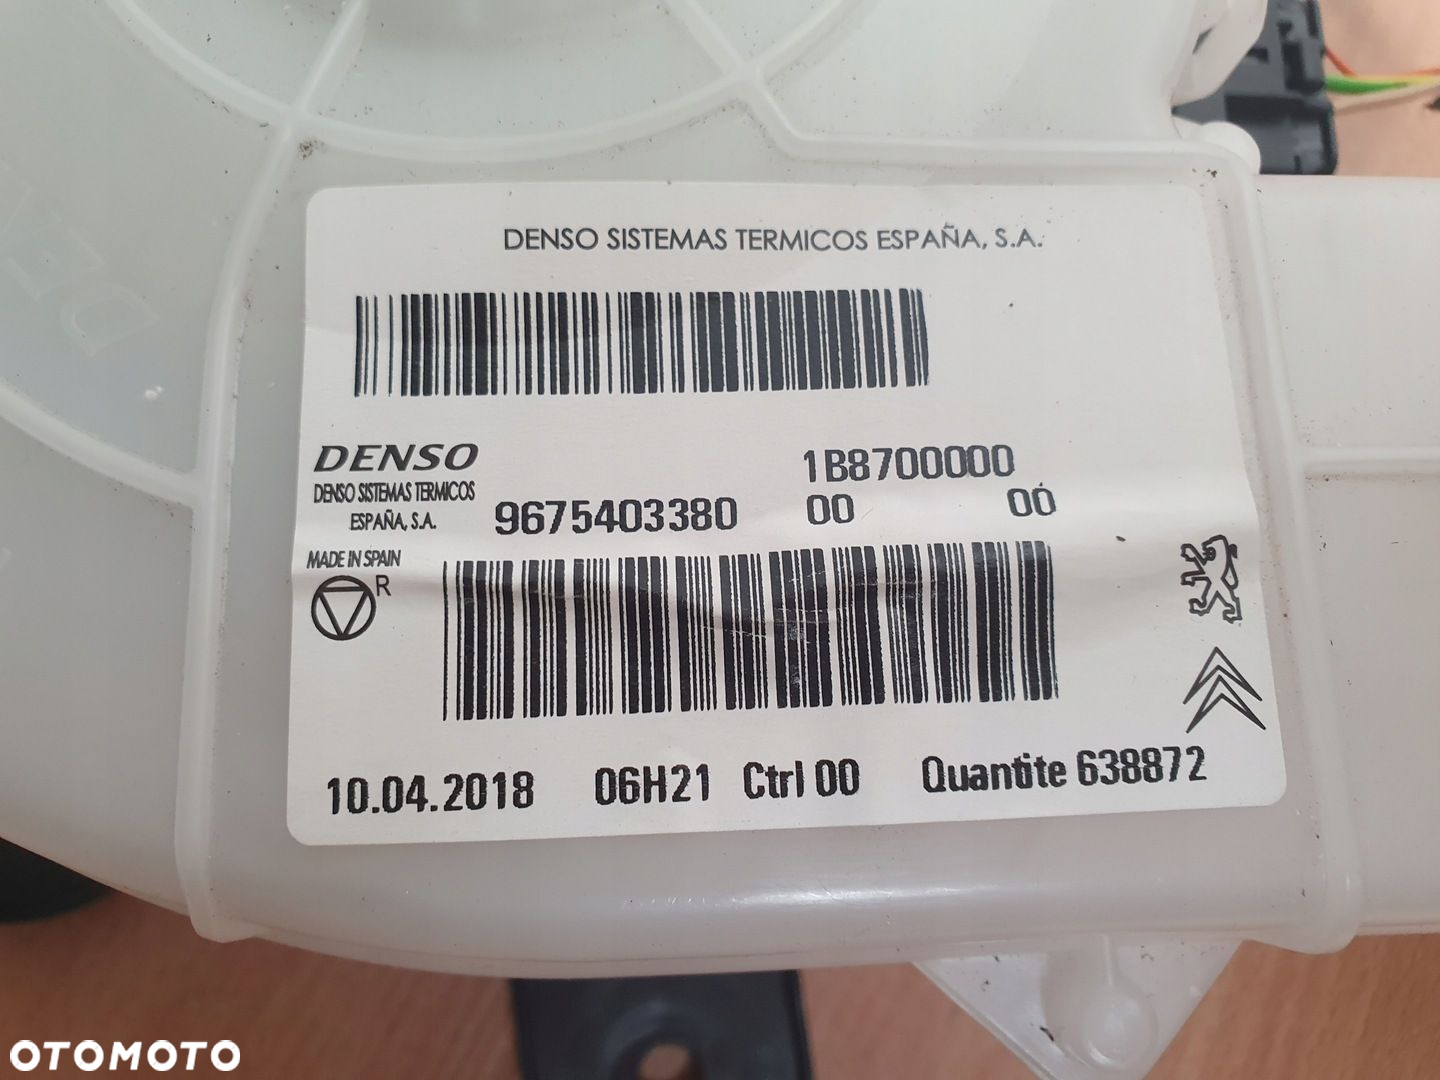 DENSO SISTEMAS TERMICOS ESPAÑA, S.A.
DENSO
DENSO SISTEMAS TERMICOS
ESPAÑA, S.A.
9675403380
1B8700000
00 00
MADE IN SPAIN
R
10.04.2018 06H21 Ctrl 00 Quantite 638872
OTOMOTO